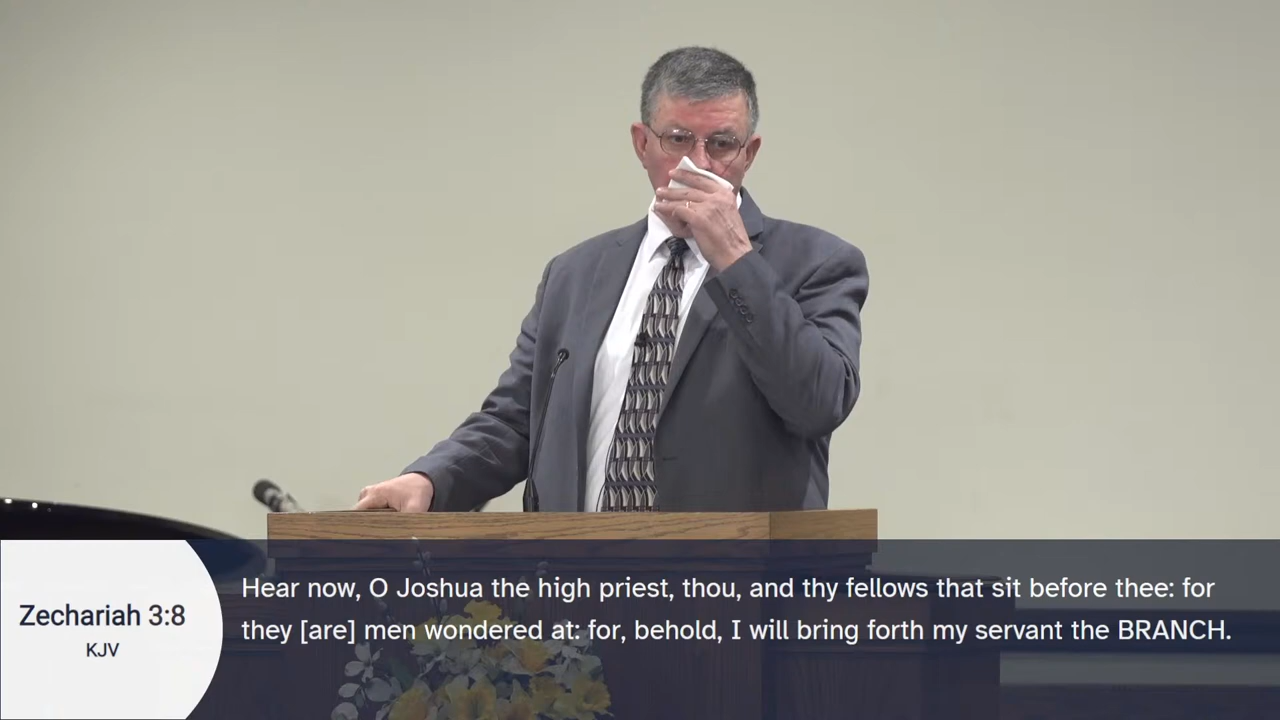 Zechariah 3:8
KJV
Hear now, O Joshua the high priest, thou, and thy fellows that sit before thee: for
they [are] men wondered at: for, behold, I will bring forth my servant the BRANCH.